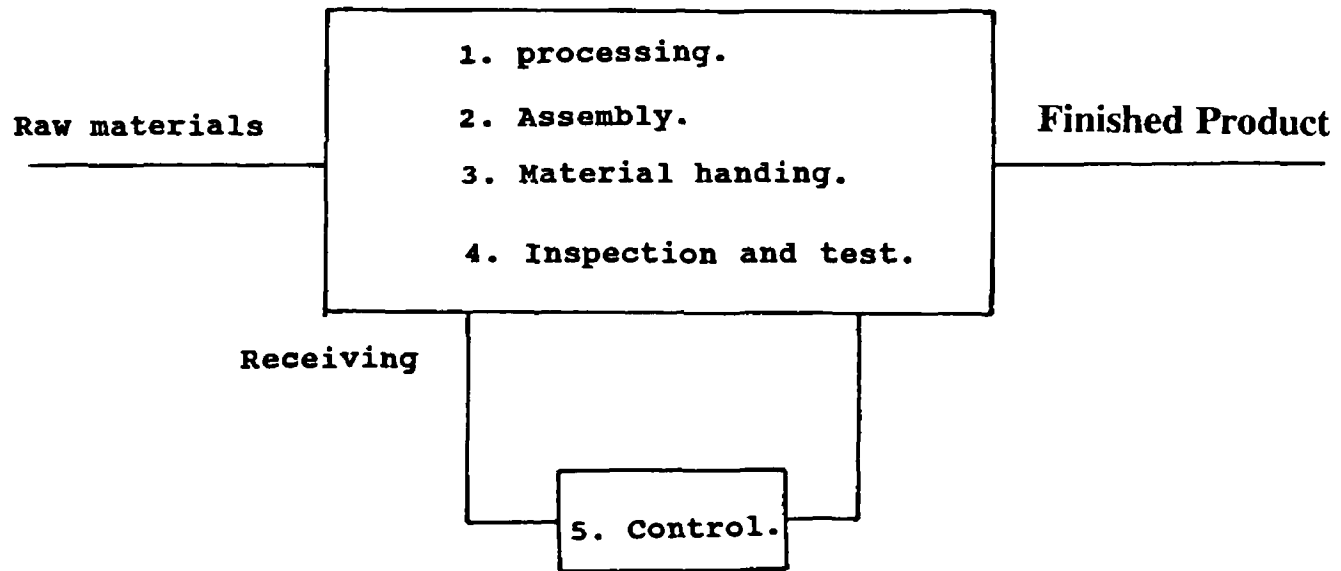 1. processing.
Raw materials
2. Assembly.
Finished Product
3. Material handing.
4. Inspection and test.
Receiving
5. Control.